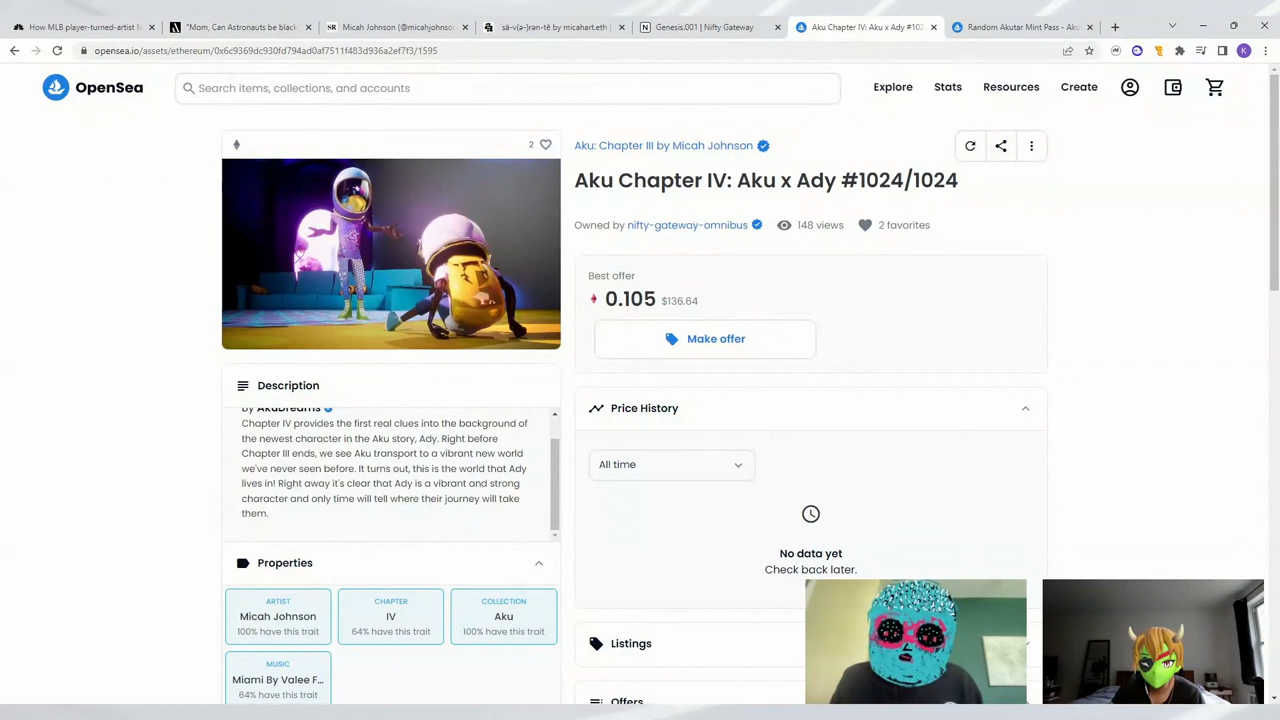 How MLB player-turned-artist
"Mom, Can Astronauts be black
Micah Johnson (@micahjohns
sä-v(ə-)rən-tē by micahart.eth |
Genesis.001 | Nifty Gateway
Aku Chapter IV: Aku x Ady #102
Random Akutar Mint Pass - Aku
opensea.io/assets/ethereum/0x6c9369dc930fd794ad0af7511f483d936a2ef7f3/1595
OpenSea
Search items, collections, and accounts
Explore
Stats
Resources
Create
2
Aku: Chapter III by Micah Johnson
Aku Chapter IV: Aku x Ady #1024/1024
Owned by nifty-gateway-omnibus
148 views
2 favorites
Best offer
0.105 $136.64
Make offer
Description
By AkuDreams
Chapter IV provides the first real clues into the background
of the newest character in the Aku story, Ady. Right before
Chapter III ends, we see Aku transport to a vibrant new world
we've never seen before. It turns out, this is the world that Ady
lives in! Right away it's clear that Ady is a vibrant and strong
character and only time will tell where their journey will take
them.
Price History
All time
No data yet
Check back later.
Properties
ARTIST
Micah Johnson
100% have this trait
CHAPTER
IV
64% have this trait
COLLECTION
Aku
100% have this trait
MUSIC
Miami By Valee F...
64% have this trait
Listings
Offers